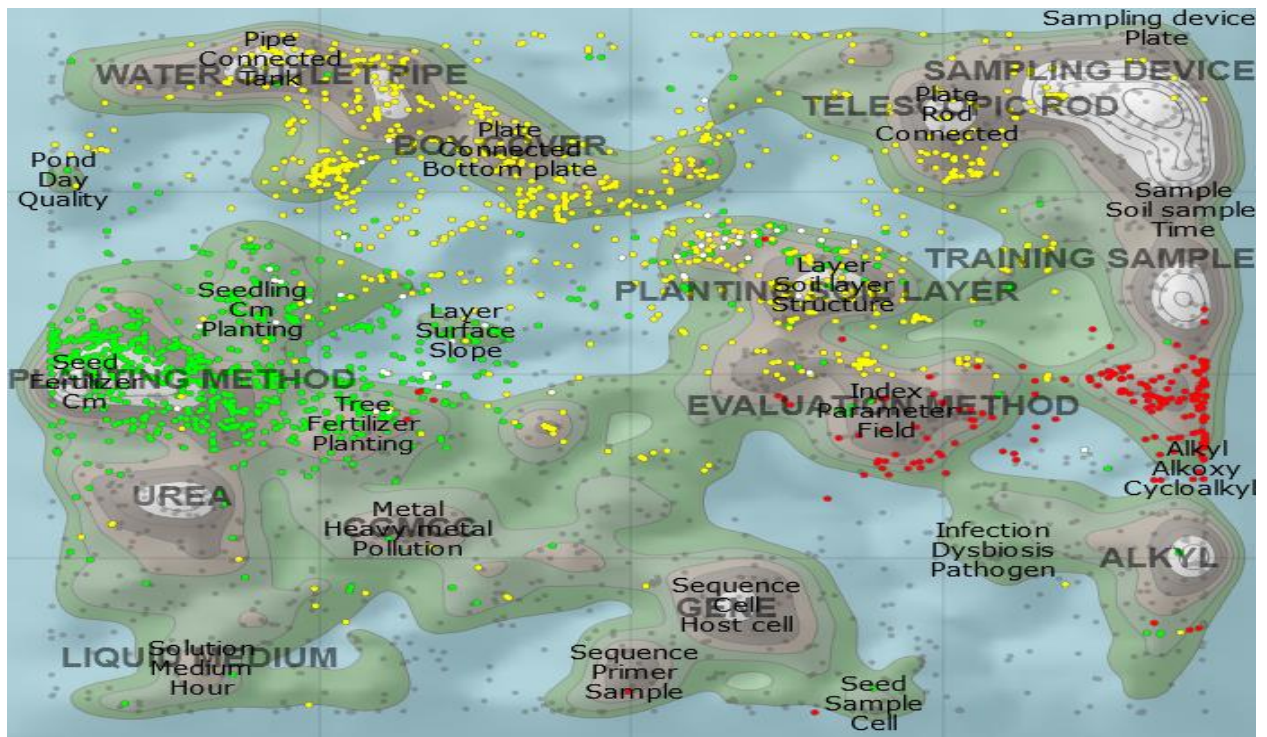 Sampling device
Plate
Pipe
Connected
Tank
WATER OUTLET PIPE
SAMPLING DEVICE
TELESCOPIC ROD
Plate
Rod
Connected
BOX COVER
Plate
Connected
Bottom plate
Pond
Day
Quality
Sample
Soil sample
Time
TRAINING SAMPLE
Layer
Soil layer
Structure
PLANTING SOIL LAYER
Seedling
Cm
Planting
Layer
Surface
Slope
Seed
Fertilizer
Cm
PLANTING METHOD
Tree
Fertilizer
Planting
Index
Parameter
Field
EVALUATION METHOD
Alkyl
Alkoxy
Cycloalkyl
UREA
Metal
Heavy metal
Pollution
CGMCC
Infection
Dysbiosis
Pathogen
ALKYL
Sequence
Cell
Host cell
GENE
Solution
Medium
Hour
LIQUID MEDIUM
Sequence
Primer
Sample
Seed
Sample
Cell